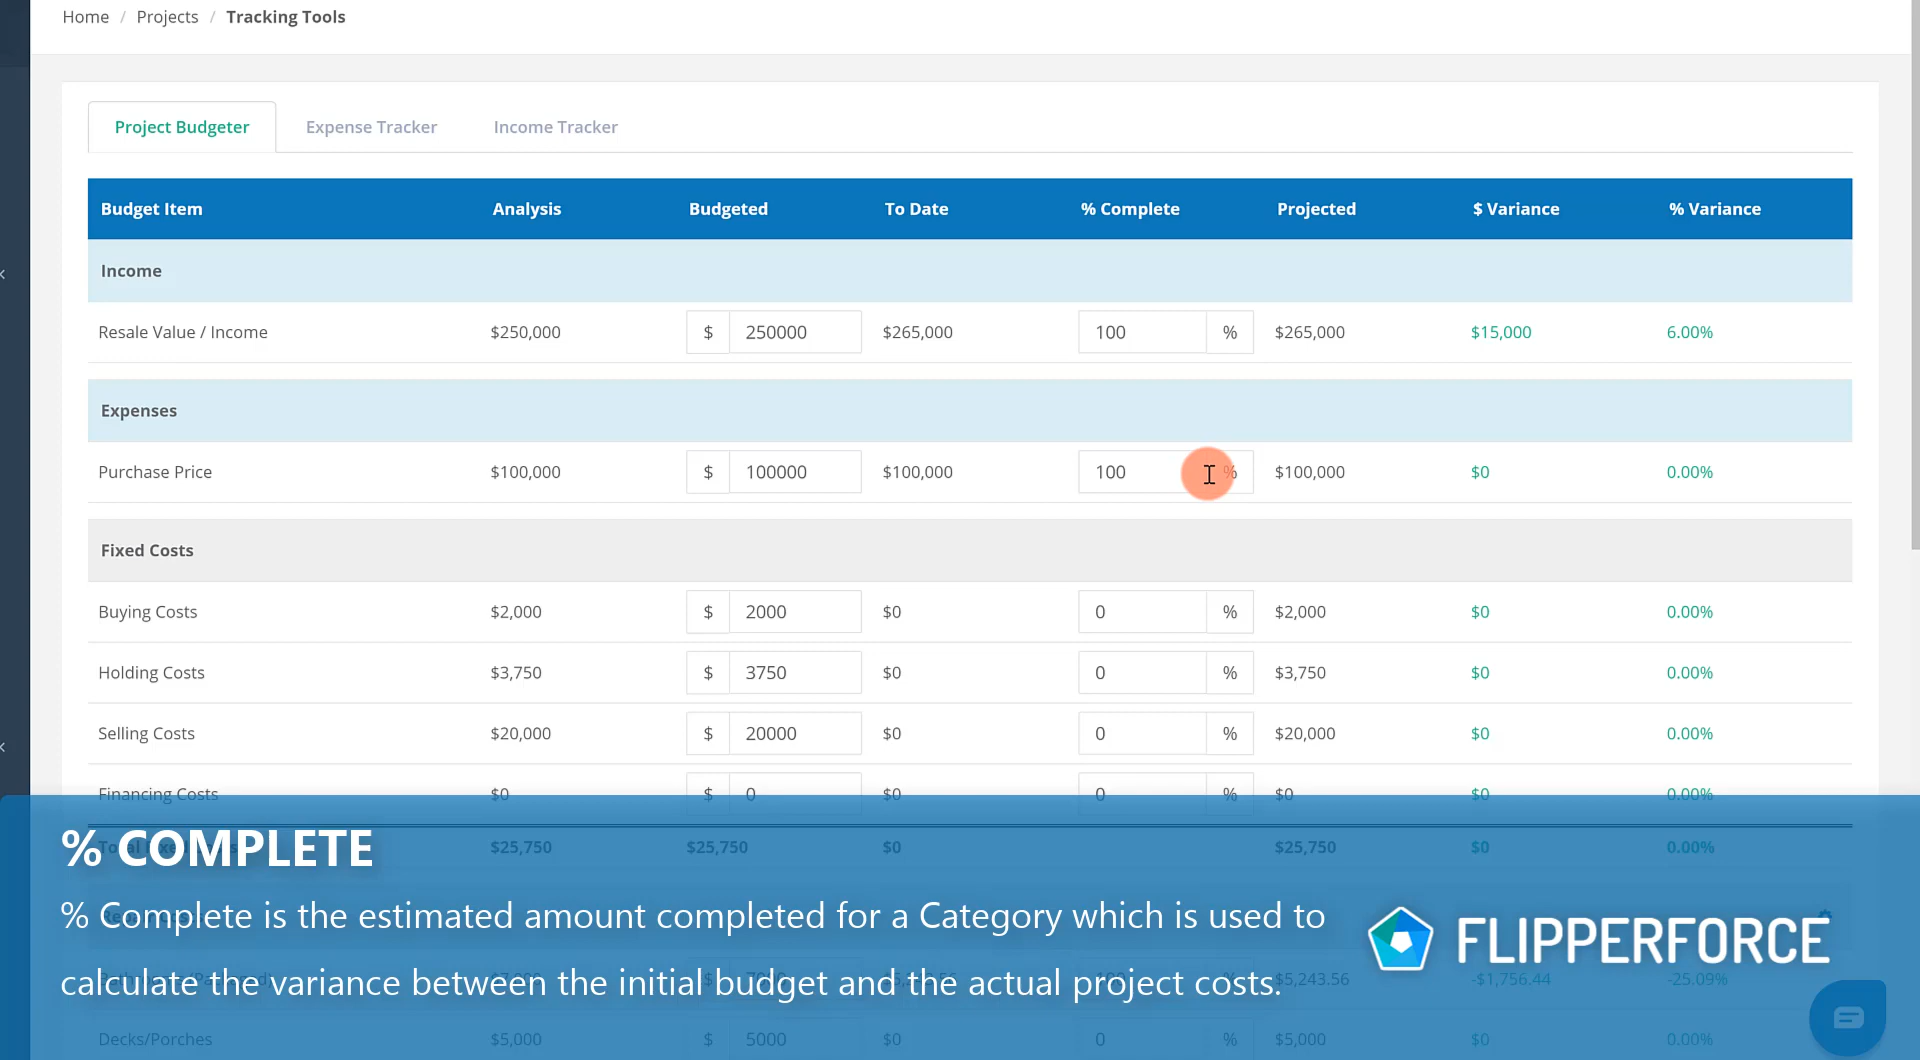 Home / Projects / Tracking Tools
Project Budgeter Expense Tracker Income Tracker
Budget Item Analysis Budgeted To Date % Complete Projected $ Variance % Variance
Income
Resale Value / Income $250,000 $ 250000 $265,000 100 % $265,000 $15,000 6.00%
Expenses
Purchase Price $100,000 $ 100000 $100,000 100 % $100,000 $0 0.00%
Fixed Costs
Buying Costs $2,000 $ 2000 $0 0 % $2,000 $0 0.00%
Holding Costs $3,750 $ 3750 $0 0 % $3,750 $0 0.00%
Selling Costs $20,000 $ 20000 $0 0 % $20,000 $0 0.00%
Financing Costs $0 $ 0 $0 0 % $0 $0 0.00%
$25,750 $25,750 $0 $25,750 $0 0.00%
% COMPLETE
% Complete is the estimated amount completed for a Category which is used to
calculate the variance between the initial budget and the actual project costs.
FLIPPERFORCE
$5,243.56 -$1,756.44 -25.09%
Decks/Porches $5,000 $ 5000 $0 0 % $5,000 $0 0.00%